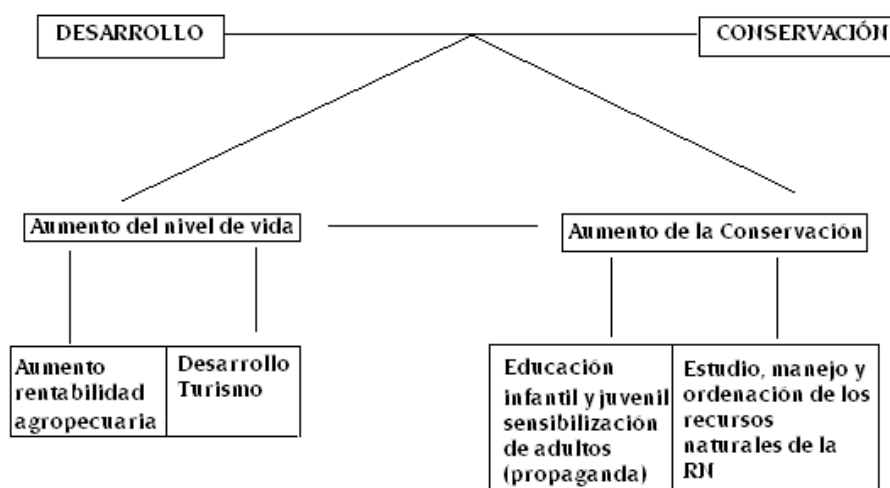 DESARROLLO
CONSERVACIÓN
Aumento del nivel de vida
Aumento de la Conservación
Aumento
rentabilidad
agropecuaria
Desarrollo
Turismo
Educación
infantil y juvenil
sensibilización
de adultos
(propaganda)
Estudio, manejo y
ordenación de los
recursos
naturales de la
RN